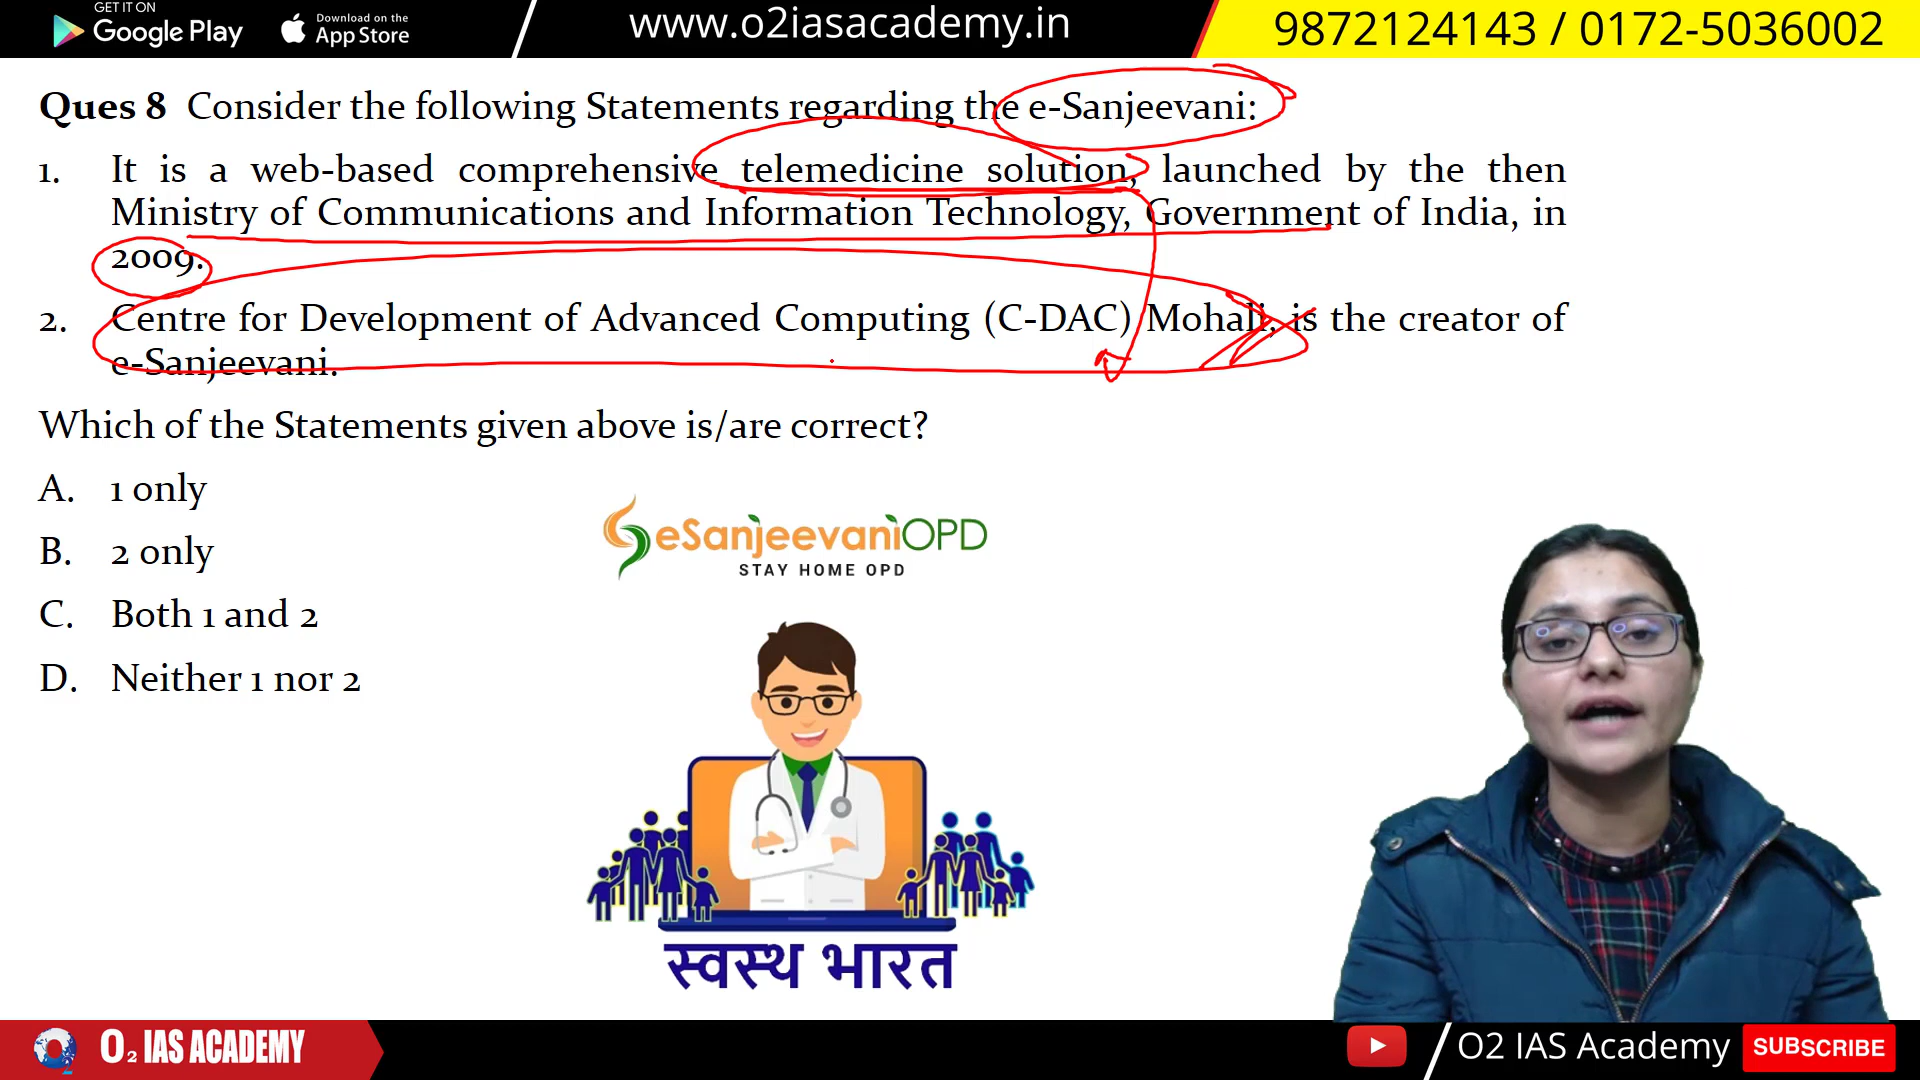 GET IT ON
Google Play
Download on the
App Store
www.o2iasacademy.in
9872124143 / 0172-5036002
Ques 8 Consider the following Statements regarding the e-Sanjeevani:
1. It is a web-based comprehensive telemedicine solution, launched by the then
Ministry of Communications and Information Technology, Government of India, in
2009.
2. Centre for Development of Advanced Computing (C-DAC) Mohali, is the creator of
e-Sanjeevani.
Which of the Statements given above is/are correct?
A. 1 only
B. 2 only
C. Both 1 and 2
D. Neither 1 nor 2
eSanjeevaniOPD
STAY HOME OPD
स्वस्थ भारत
O2 IAS ACADEMY
O2 IAS Academy
SUBSCRIBE